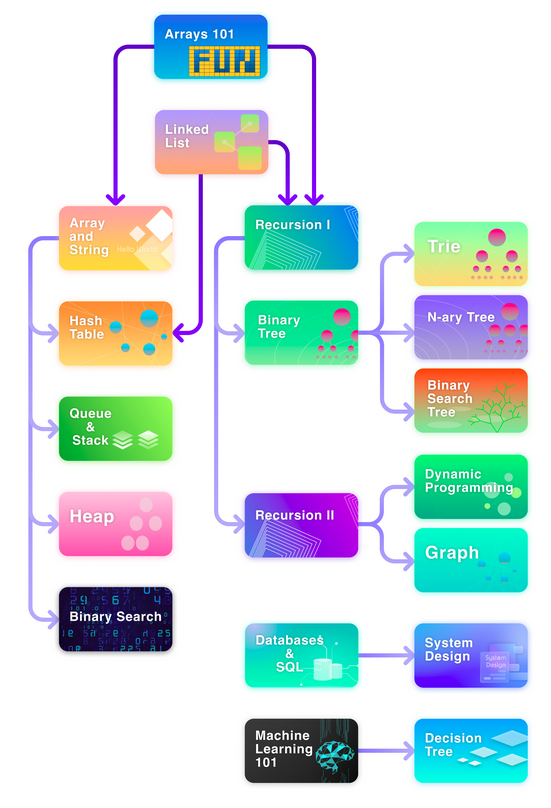 Arrays 101
FUN
Linked
List
Array
and
String
Recursion I
Trie
Hash
Table
Binary
Tree
N-ary Tree
Binary
Search
Tree
Queue
&
Stack
Dynamic
Programming
Heap
Recursion II
Graph
Binary Search
Databases
&
SQL
System
Design
System
Design
Machine
Learning
101
Decision
Tree